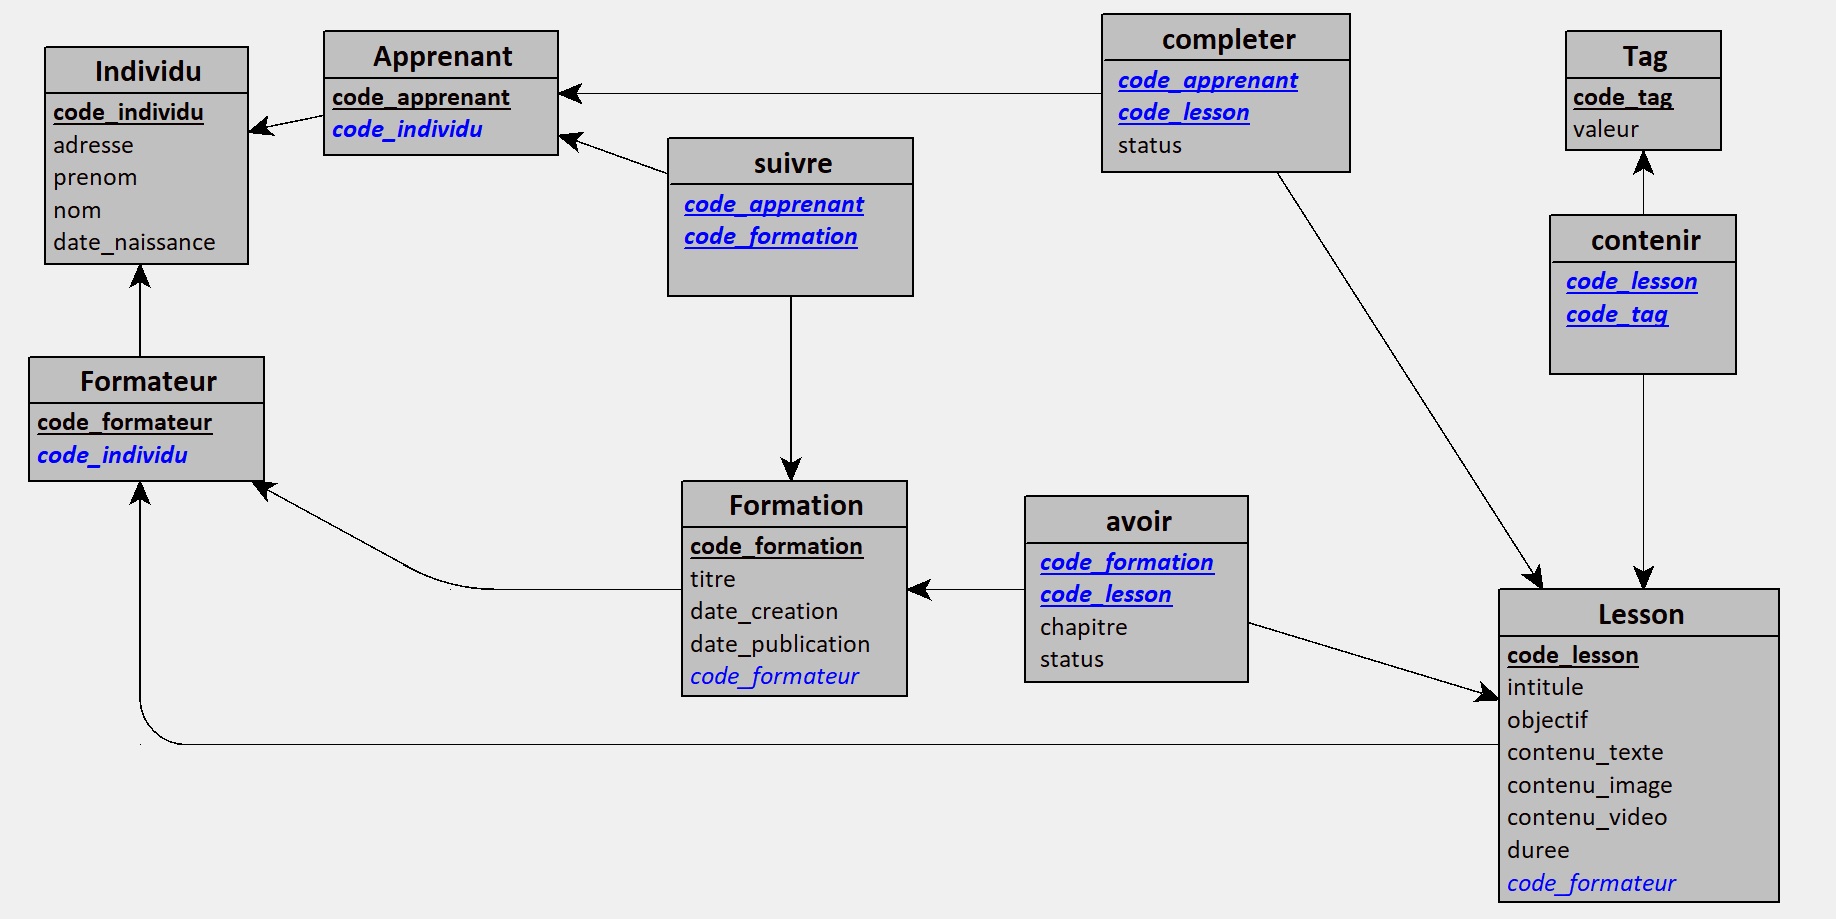 Individu
code_individu
adresse
prenom
nom
date_naissance
Apprenant
code_apprenant
code_individu
suivre
code_apprenant
code_formation
completer
code_apprenant
code_lesson
status
Tag
code_tag
valeur
contenir
code_lesson
code_tag
Formateur
code_formateur
code_individu
Formation
code_formation
titre
date_creation
date_publication
code_formateur
avoir
code_formation
code_lesson
chapitre
status
Lesson
code_lesson
intitule
objectif
contenu_texte
contenu_image
contenu_video
duree
code_formateur